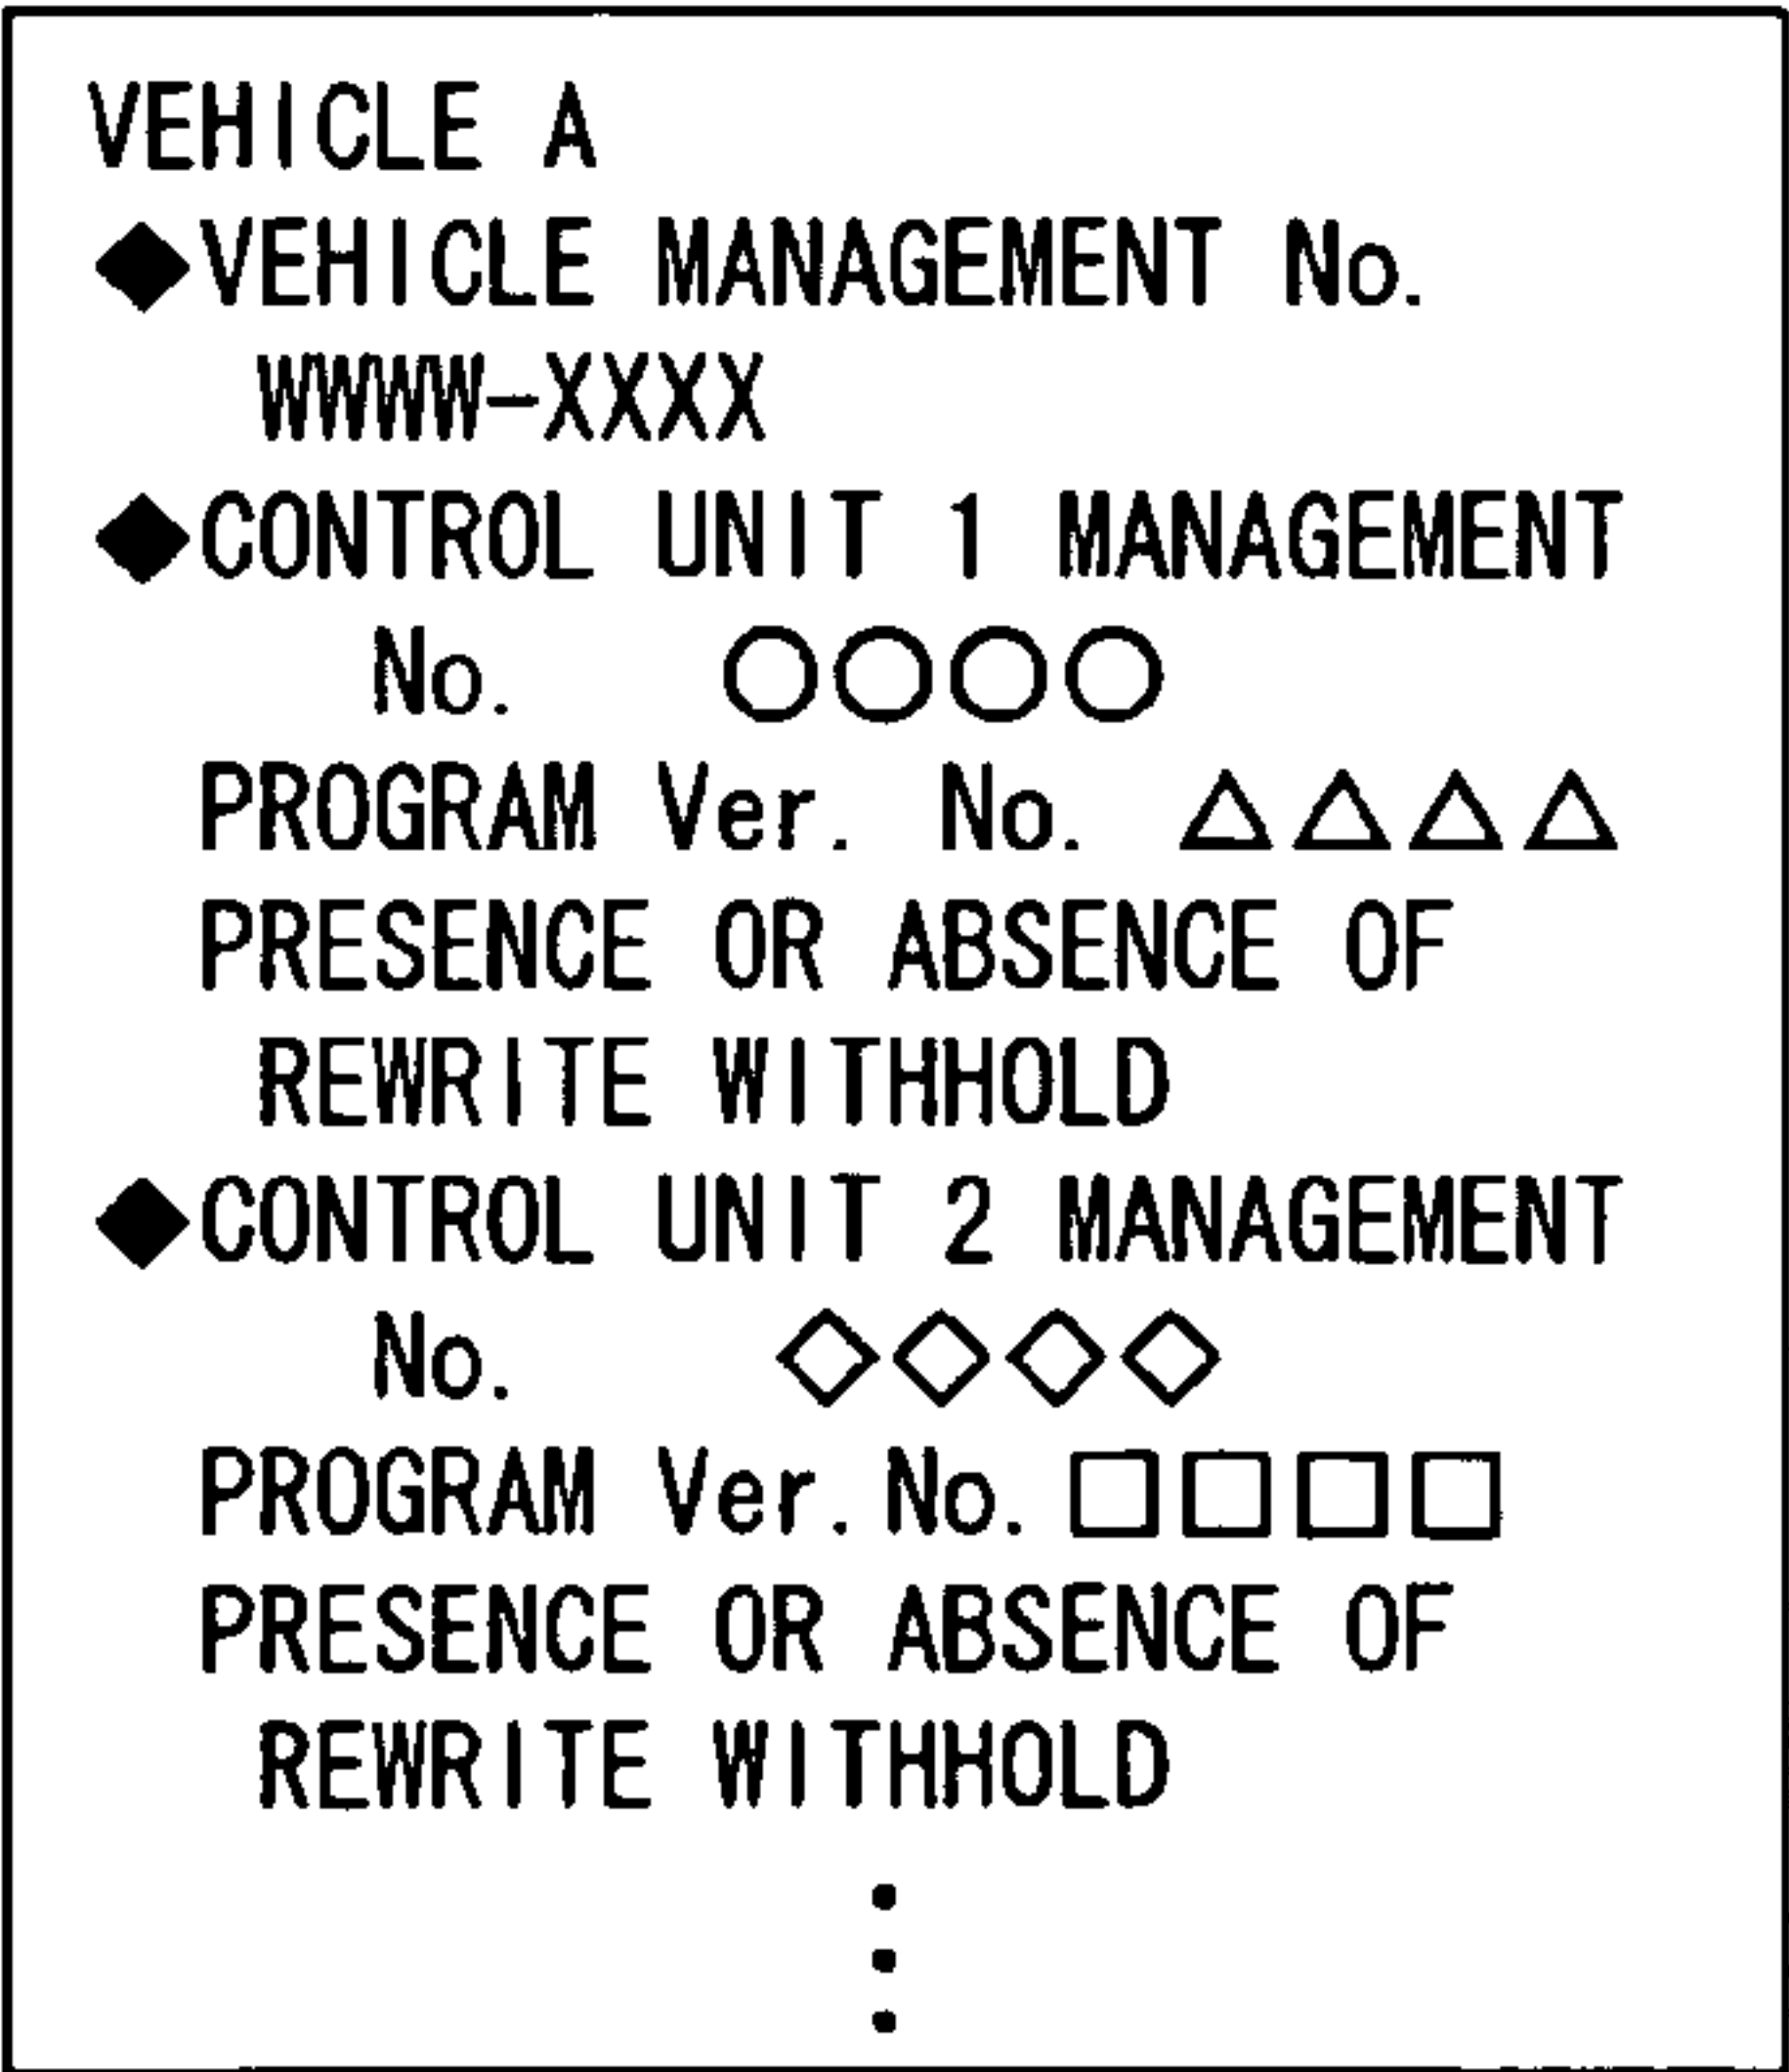 VEHICLE A
◆VEHICLE MANAGEMENT No.
WWWW-XXXX
◆CONTROL UNIT 1 MANAGEMENT
No. ○○○○
PROGRAM Ver. No. △△△△
PRESENCE OR ABSENCE OF
REWRITE WITHHOLD
◆CONTROL UNIT 2 MANAGEMENT
No. ◇◇◇◇
PROGRAM Ver. No. □□□□
PRESENCE OR ABSENCE OF
REWRITE WITHHOLD